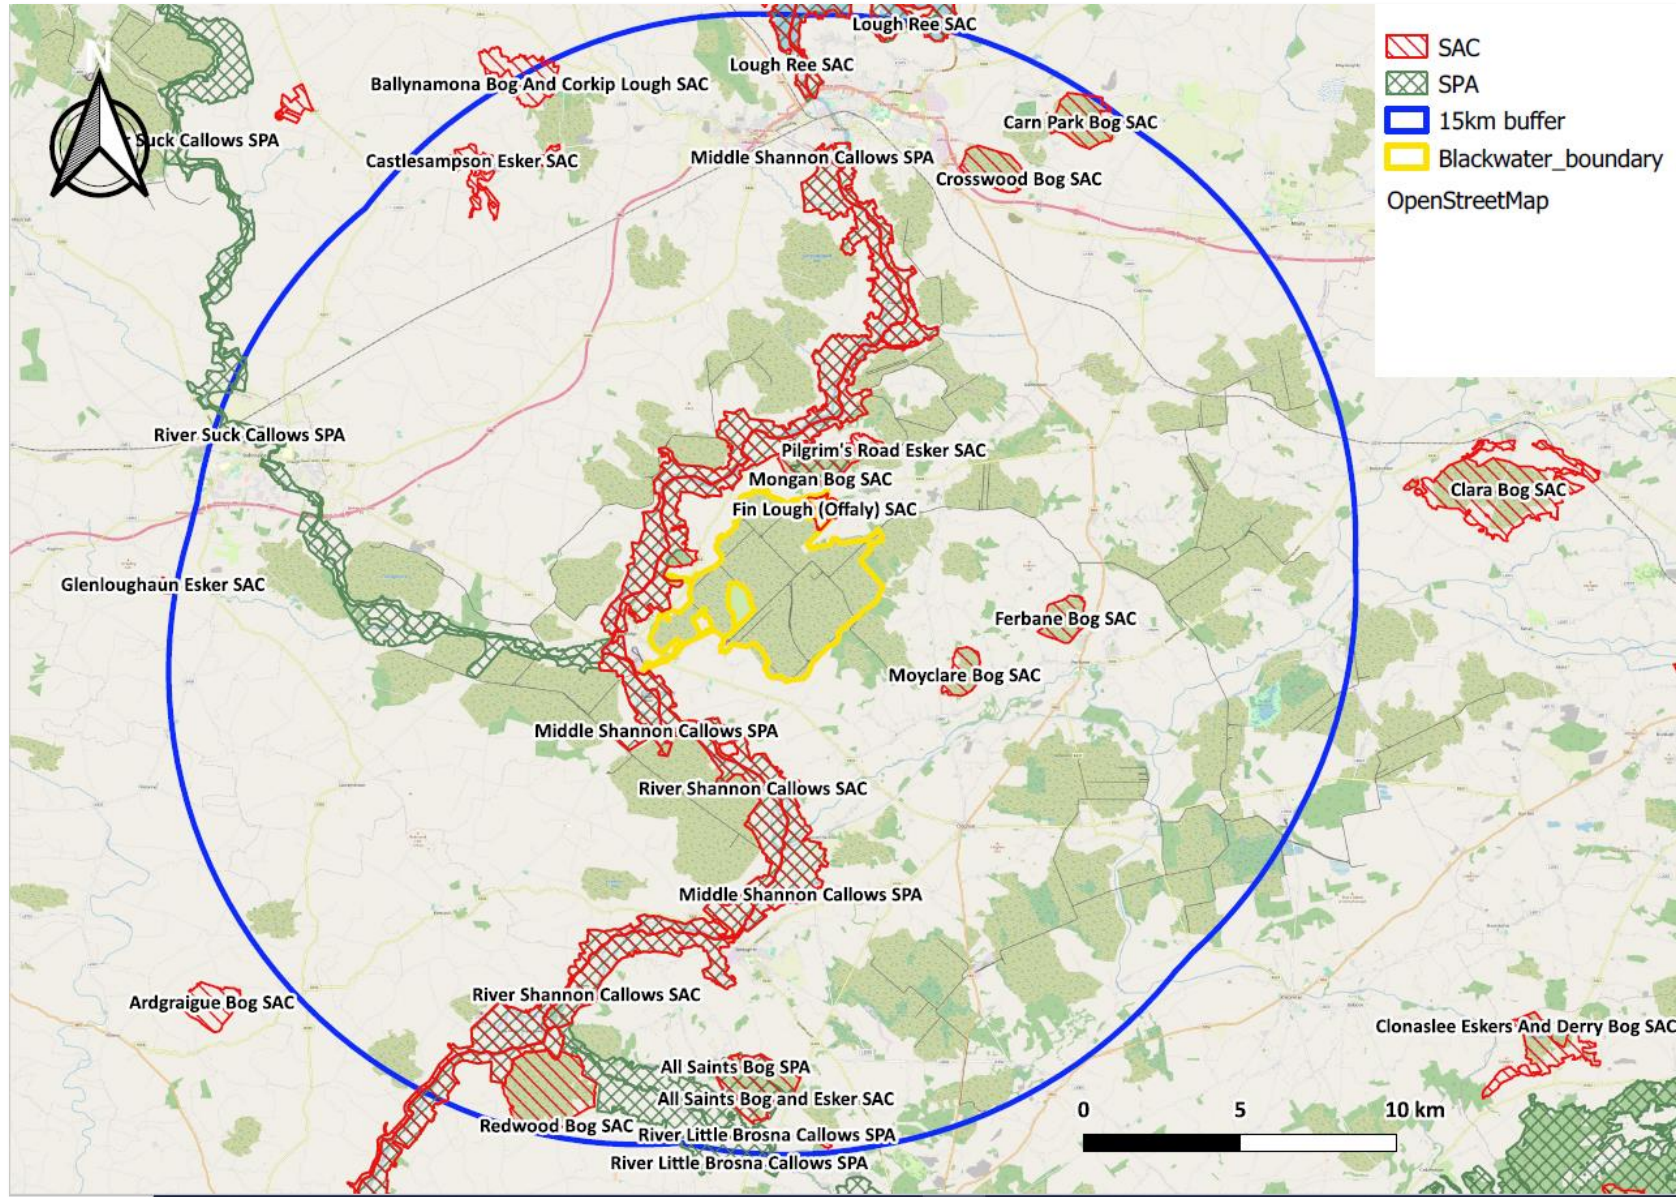 Lough Ree SAC
SAC
Lough Ree SAC
SPA
Ballynamona Bog And Corkip Lough SAC
15km buffer
Carn Park Bog SAC
N
Suck Callows SPA
Castlesampson Esker SAC
Middle Shannon Callows SPA
Blackwater_boundary
Crosswood Bog SAC
OpenStreetMap
River Suck Callows SPA
Pilgrim's Road Esker SAC
Mongan Bog SAC
Clara Bog SAC
Fin Lough (Offaly) SAC
Glenloughaun Esker SAC
Ferbane Bog SAC
Moyclare Bog SAC
Middle Shannon Callows SPA
River Shannon Callows SAC
Middle Shannon Callows SPA
River Shannon Callows SAC
Ardgraigue Bog SAC
Clonaslee Eskers And Derry Bog SAC
All Saints Bog SPA
All Saints Bog and Esker SAC
0 5 10 km
Redwood Bog SAC
River Little Brosna Callows SPA
River Little Brosna Callows SPA